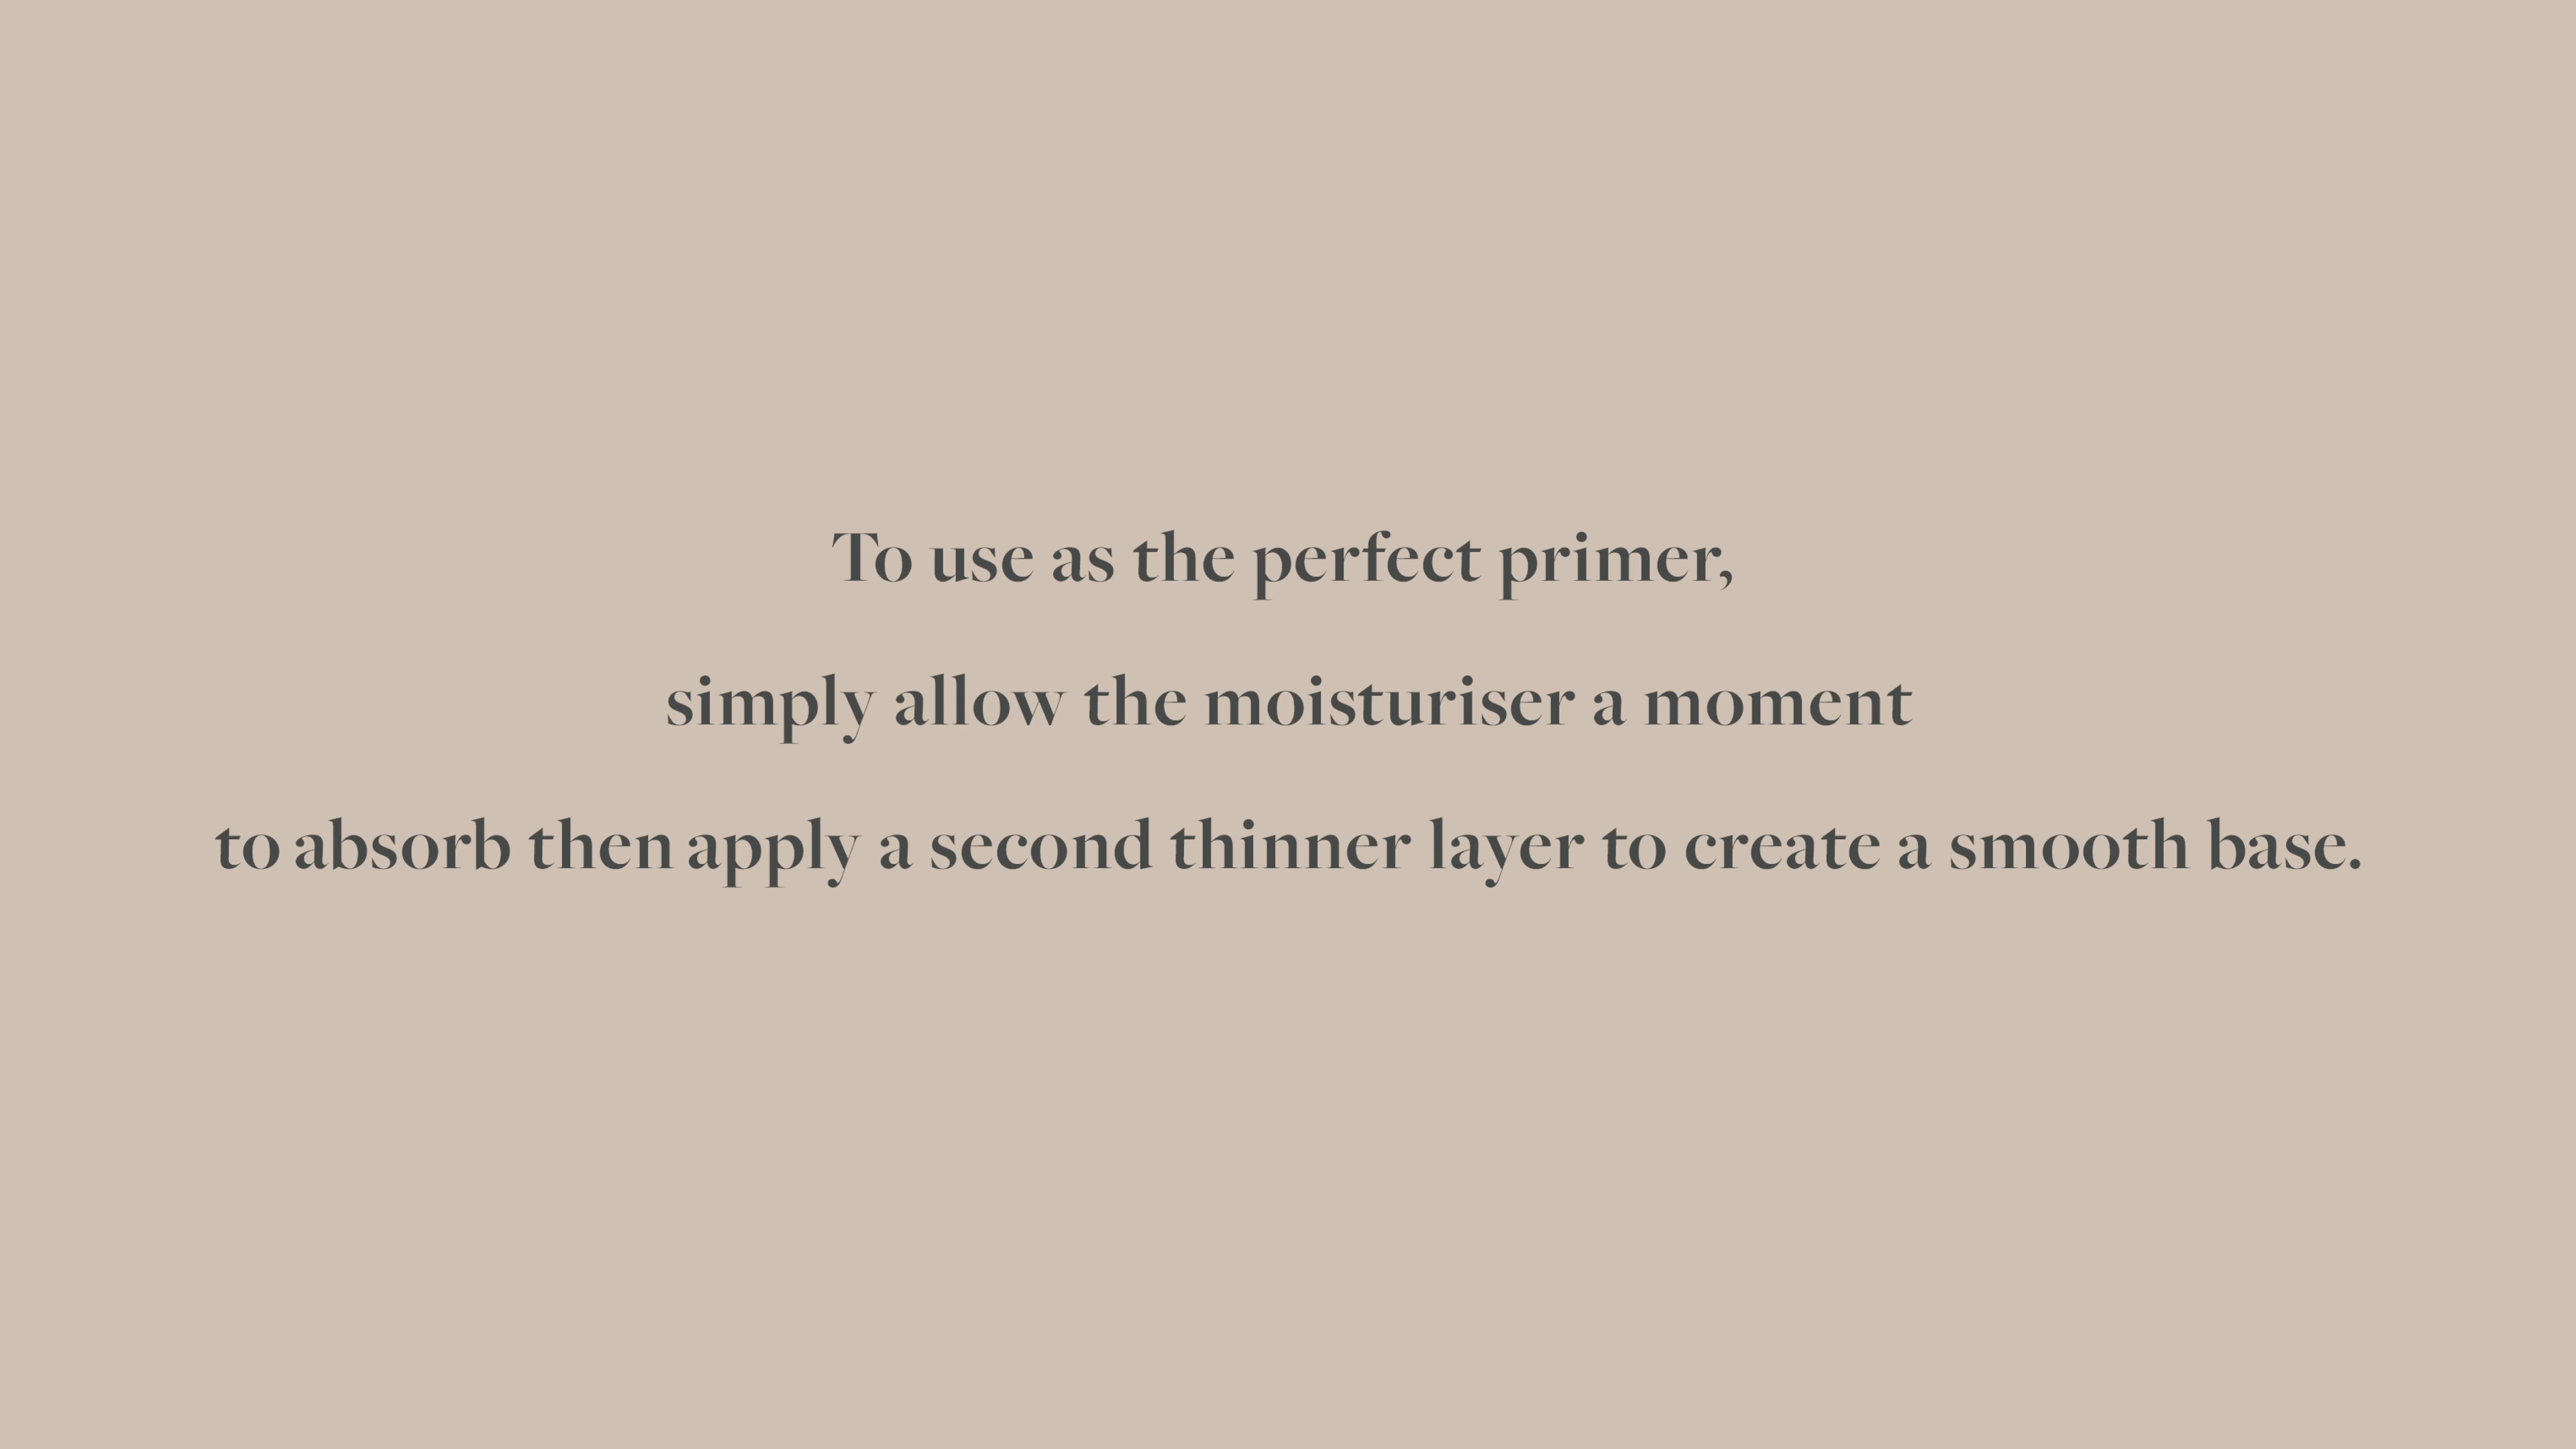 To use as the perfect primer,
simply allow the moisturiser a moment
to absorb then apply a second thinner layer to create a smooth base.